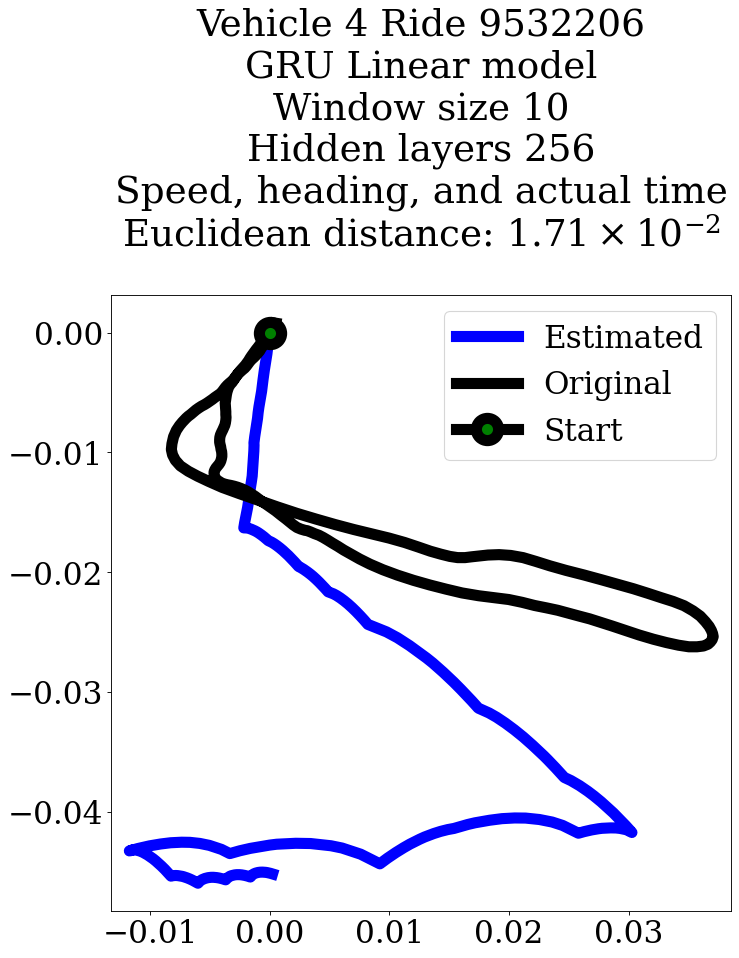 Vehicle 4 Ride 9532206
GRU Linear model
Window size 10
Hidden layers 256
Speed, heading, and actual time
Euclidean distance: 1.71 × 10⁻²
Estimated
Original
Start
0.00
−0.01
−0.02
−0.03
−0.04
−0.01 0.00 0.01 0.02 0.03